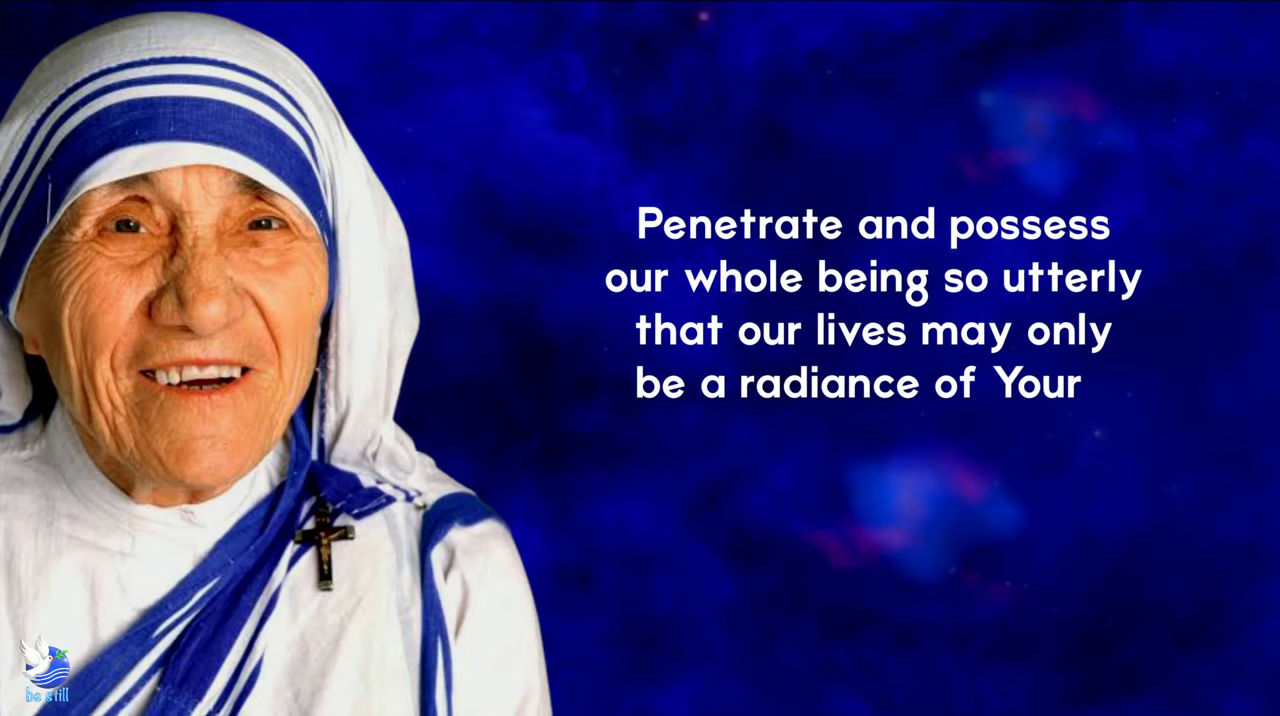 Penetrate and possess
our whole being so utterly
that our lives may only
be a radiance of Your
be still